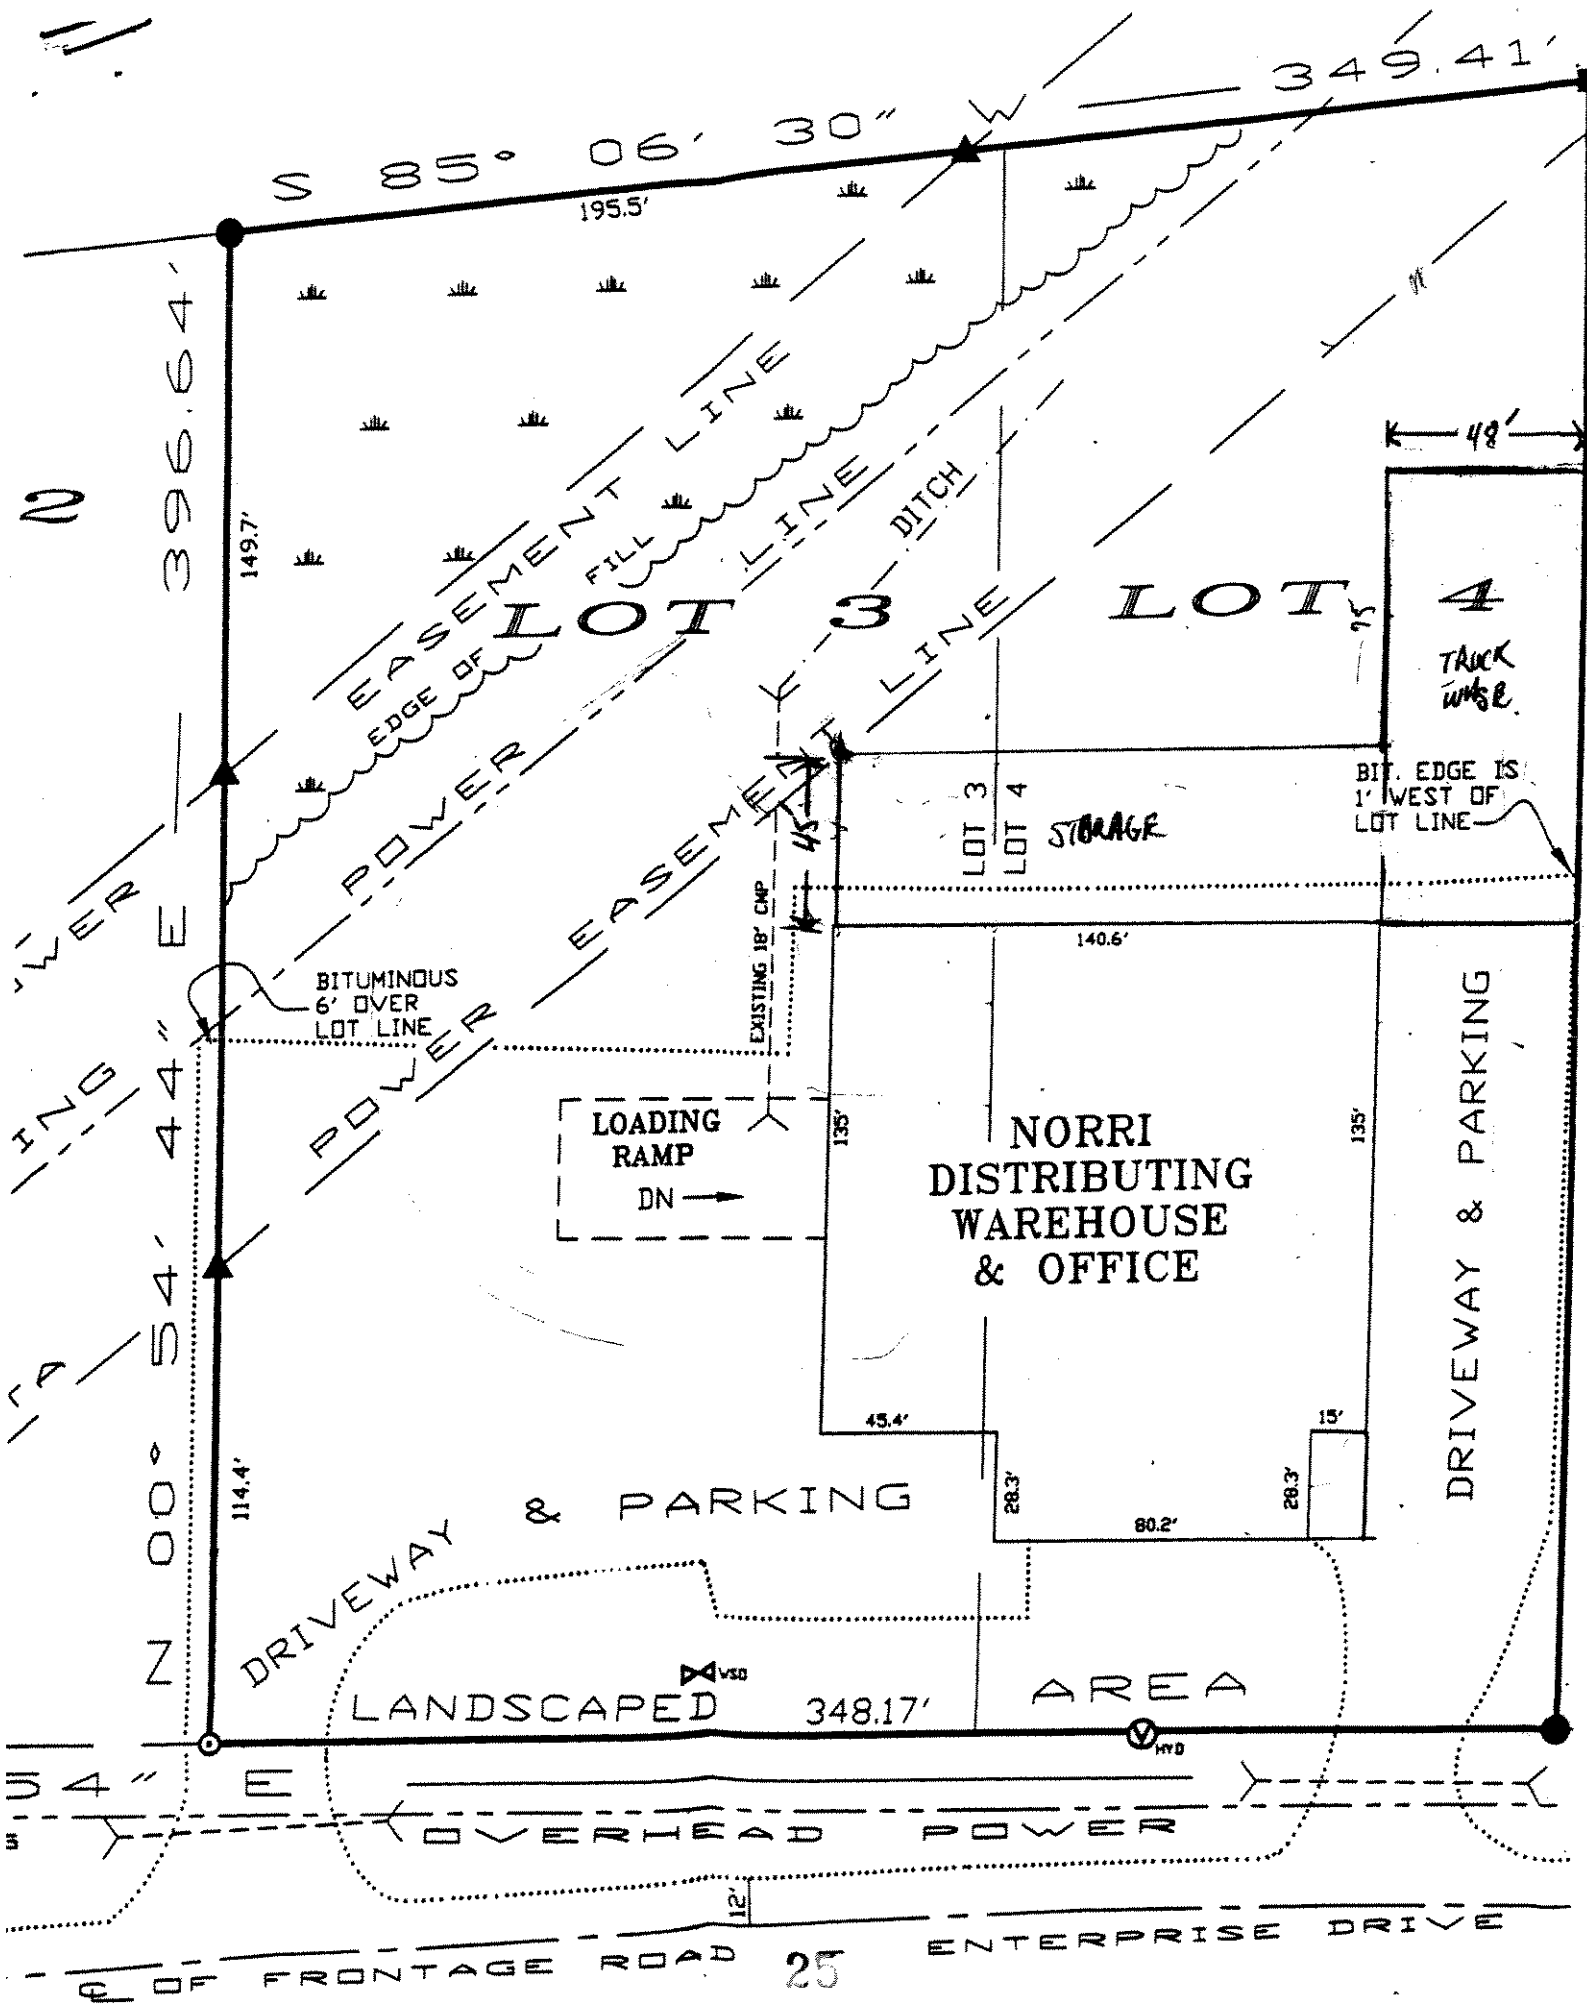 S 85° 06' 30" W 349.41'
195.5'
N 00° 54' 44" E 396.64'
149.7'
114.4'
2
48'
EASEMENT LINE
EDGE OF FILL
POWER LINE
DITCH
POWER EASEMENT LINE
LOT 3
LOT 4
75
TRUCK
WASR
BIT. EDGE IS
1' WEST OF
LOT LINE
LOT 3
LOT 4
STORAGE
45
EXISTING 18' CMP
140.6'
BITUMINOUS
6' OVER
LOT LINE
ING
LOADING
RAMP
DN
135'
135'
NORRI
DISTRIBUTING
WAREHOUSE
& OFFICE
DRIVEWAY & PARKING
45.4'
15'
28.3'
28.3'
80.2'
DRIVEWAY & PARKING
WSO
LANDSCAPED AREA
348.17'
HYD
54" E
OVERHEAD POWER
12'
℄ OF FRONTAGE ROAD
25
ENTERPRISE DRIVE